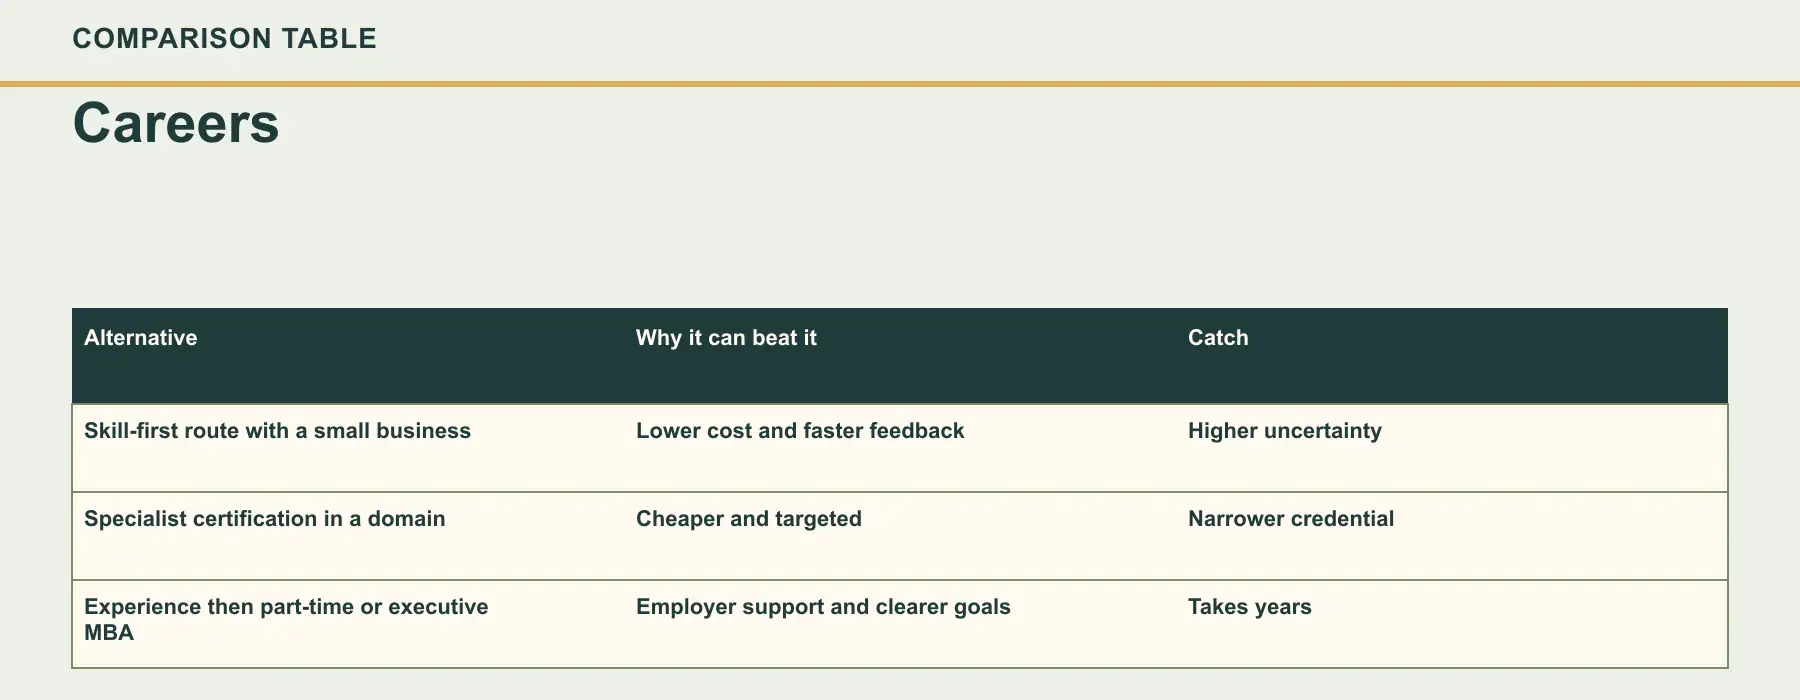 COMPARISON TABLE
Careers
Alternative Why it can beat it Catch
Skill-first route with a small business Lower cost and faster feedback Higher uncertainty
Specialist certification in a domain Cheaper and targeted Narrower credential
Experience then part-time or executive Employer support and clearer goals Takes years
MBA